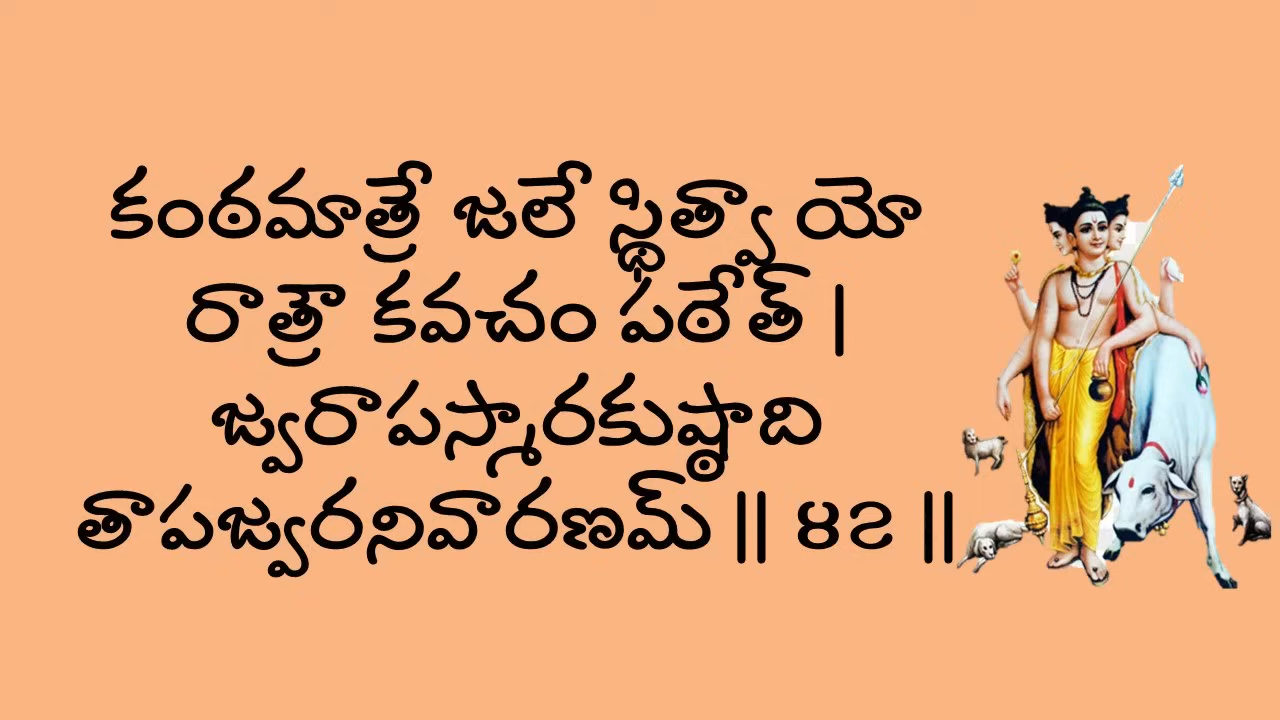 కంఠమాత్రే జలే స్థిత్వా యో
రాత్రౌ కవచం పఠేత్ |
జ్వరాపస్మారకుష్ఠాది
తాపజ్వరనివారణమ్ || ౪౭ ||